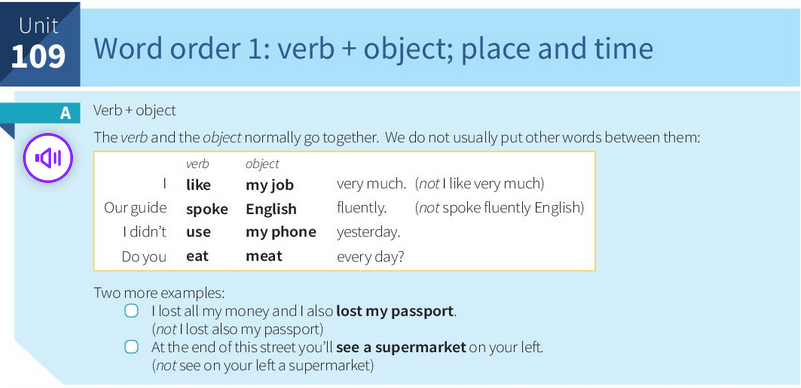 Unit
109
Word order 1: verb + object; place and time
A
Verb + object
The verb and the object normally go together. We do not usually put other words between them:
verb object
I like my job very much. (not I like very much)
Our guide spoke English fluently. (not spoke fluently English)
I didn't use my phone yesterday.
Do you eat meat every day?
Two more examples:
I lost all my money and I also lost my passport.
(not I lost also my passport)
At the end of this street you'll see a supermarket on your left.
(not see on your left a supermarket)